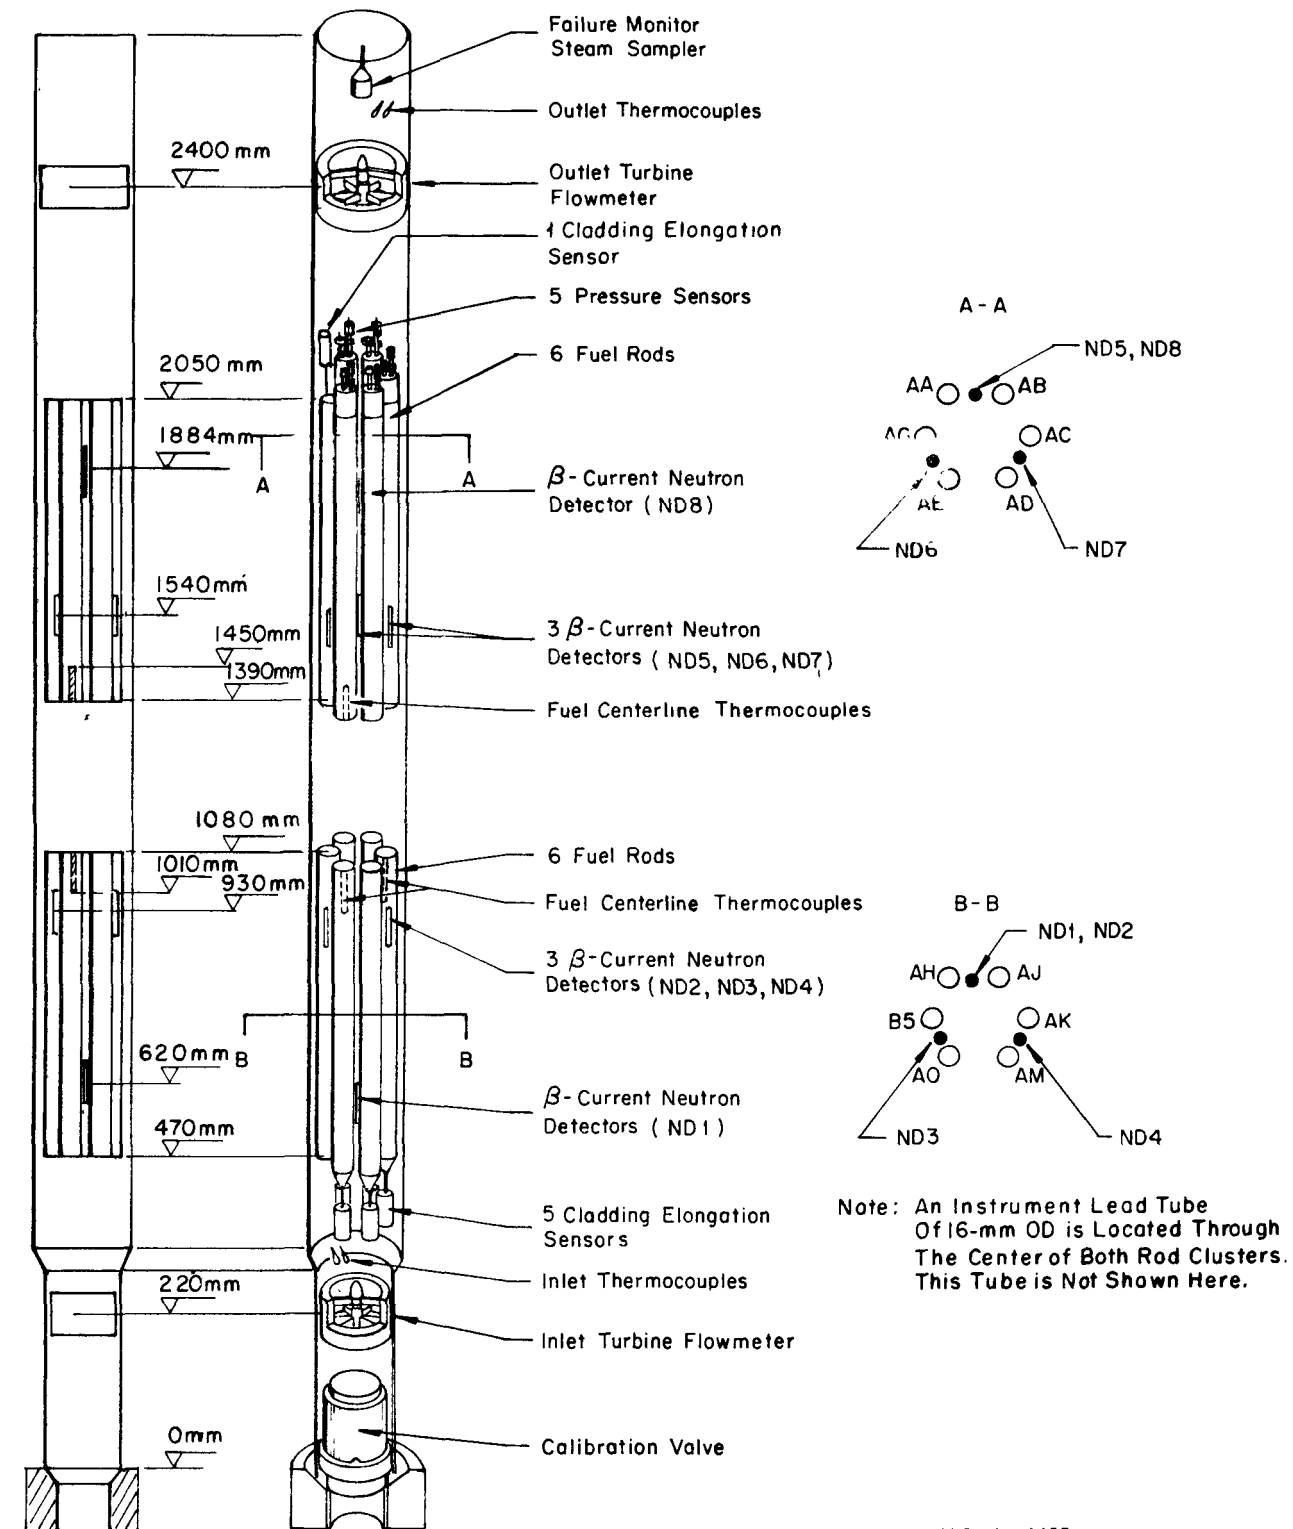 Failure Monitor
Steam Sampler
Outlet Thermocouples
2400 mm
Outlet Turbine
Flowmeter
1 Cladding Elongation
Sensor
5 Pressure Sensors
A-A
6 Fuel Rods
ND5, ND8
2050 mm
AA
AB
1884mm
AC
A
A
β-Current Neutron
Detector (ND8)
AE
AD
ND6
ND7
1540mm
1450mm
3 β-Current Neutron
Detectors (ND5, ND6, ND7)
1390mm
Fuel Centerline Thermocouples
1080 mm
6 Fuel Rods
1010mm
930mm
Fuel Centerline Thermocouples
B-B
ND1, ND2
3 β-Current Neutron
Detectors (ND2, ND3, ND4)
AH
AJ
B5
AK
620mm
B
B
AO
AM
β-Current Neutron
Detectors (ND1)
470mm
ND3
ND4
5 Cladding Elongation
Sensors
Note: An Instrument Lead Tube
Of 16-mm OD is Located Through
The Center of Both Rod Clusters.
This Tube is Not Shown Here.
Inlet Thermocouples
220mm
Inlet Turbine Flowmeter
0mm
Calibration Valve